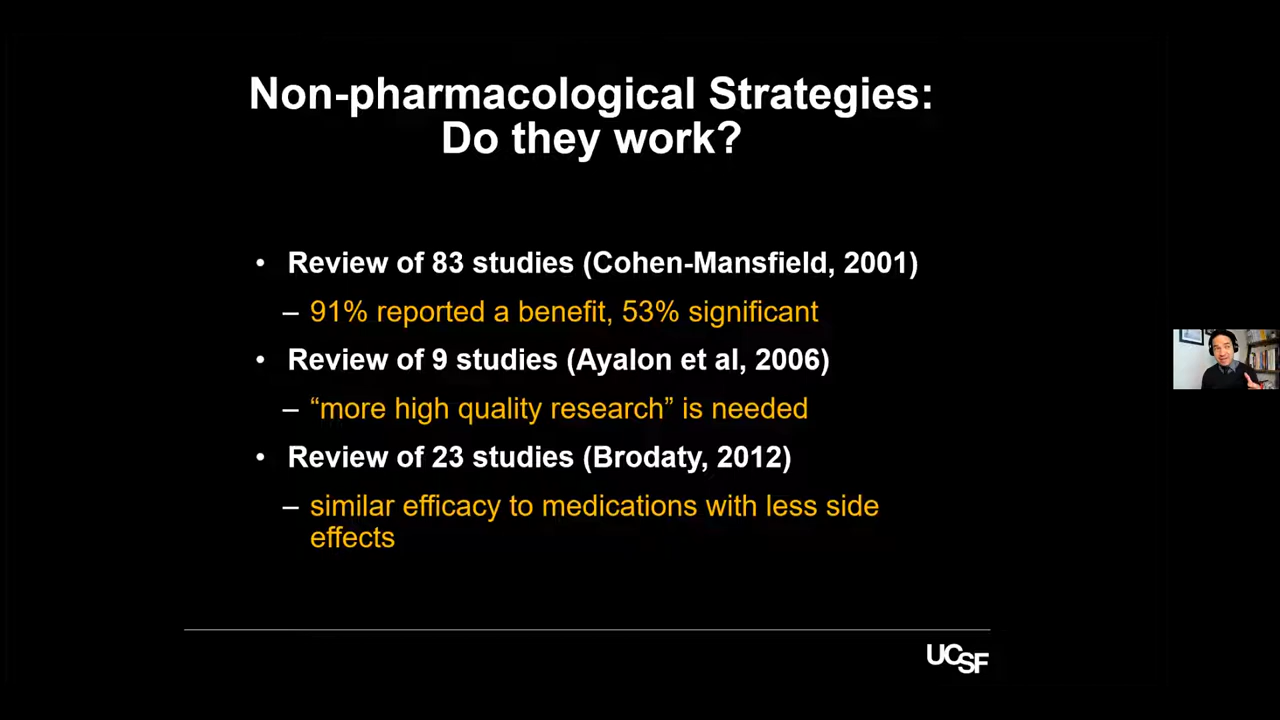 Non-pharmacological Strategies:
Do they work?
• Review of 83 studies (Cohen-Mansfield, 2001)
– 91% reported a benefit, 53% significant
• Review of 9 studies (Ayalon et al, 2006)
– “more high quality research” is needed
• Review of 23 studies (Brodaty, 2012)
– similar efficacy to medications with less side
effects
UCSF